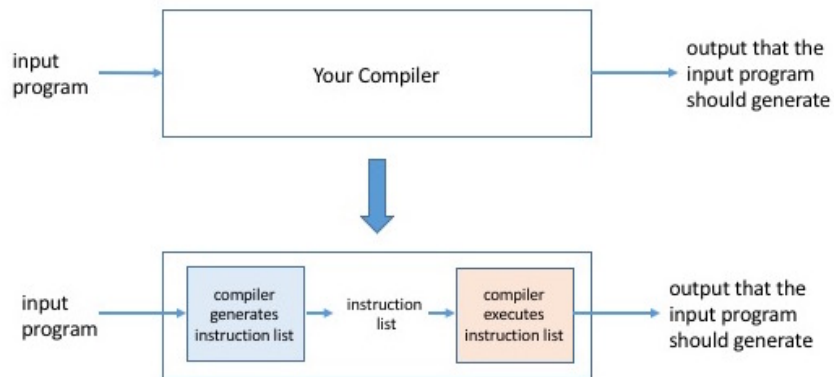 input
program
Your Compiler
output that the
input program
should generate
input
program
compiler
generates
instruction list
instruction
list
compiler
executes
instruction list
output that the
input program
should generate